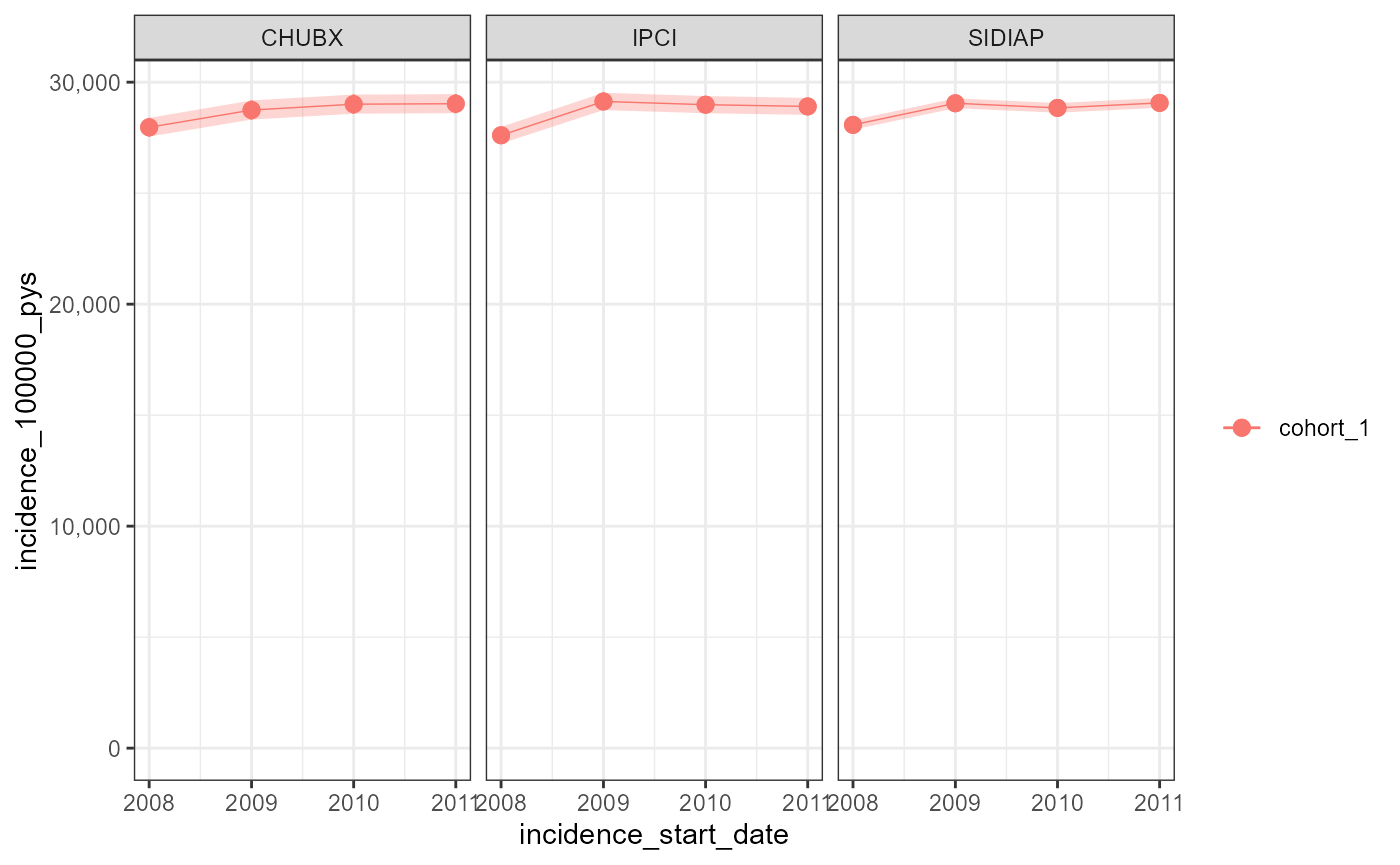 CHUBX IPCI SIDIAP
30,000
20,000
10,000
0
incidence_100000_pys
2008 2009 2010 2011 2008 2009 2010 2011 2008 2009 2010 2011
incidence_start_date
cohort_1